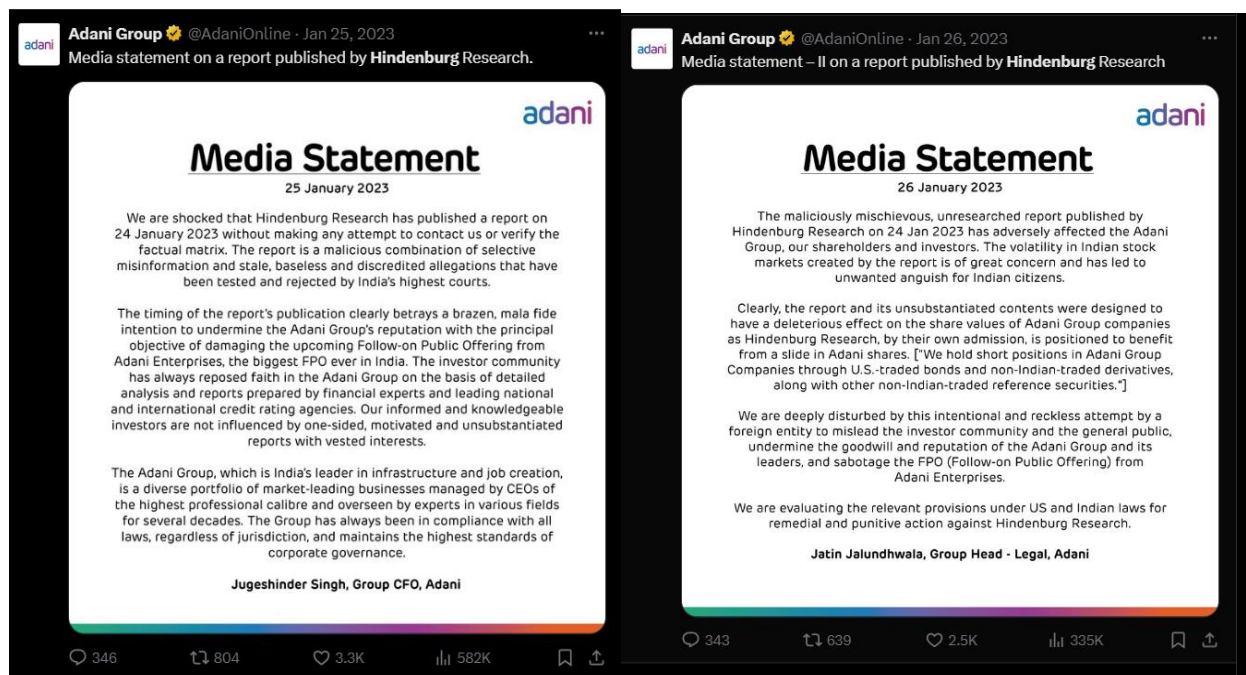 adani
Adani Group @AdaniOnline · Jan 25, 2023
Media statement on a report published by Hindenburg Research.
adani
Media Statement
25 January 2023
We are shocked that Hindenburg Research has published a report on
24 January 2023 without making any attempt to contact us or verify the
factual matrix. The report is a malicious combination of selective
misinformation and stale, baseless and discredited allegations that have
been tested and rejected by India's highest courts.
The timing of the report's publication clearly betrays a brazen, mala fide
intention to undermine the Adani Group's reputation with the principal
objective of damaging the upcoming Follow-on Public Offering from
Adani Enterprises, the biggest FPO ever in India. The investor community
has always reposed faith in the Adani Group on the basis of detailed
analysis and reports prepared by financial experts and leading national
and international credit rating agencies. Our informed and knowledgeable
investors are not influenced by one-sided, motivated and unsubstantiated
reports with vested interests.
The Adani Group, which is India's leader in infrastructure and job creation,
is a diverse portfolio of market-leading businesses managed by CEOs of
the highest professional calibre and overseen by experts in various fields
for several decades. The Group has always been in compliance with all
laws, regardless of jurisdiction, and maintains the highest standards of
corporate governance.
Jugeshinder Singh, Group CFO, Adani
346 804 3.3K 582K
adani
Adani Group @AdaniOnline · Jan 26, 2023
Media statement – II on a report published by Hindenburg Research
adani
Media Statement
26 January 2023
The maliciously mischievous, unresearched report published by
Hindenburg Research on 24 Jan 2023 has adversely affected the Adani
Group, our shareholders and investors. The volatility in Indian stock
markets created by the report is of great concern and has led to
unwanted anguish for Indian citizens.
Clearly, the report and its unsubstantiated contents were designed to
have a deleterious effect on the share values of Adani Group companies
as Hindenburg Research, by their own admission, is positioned to benefit
from a slide in Adani shares. ["We hold short positions in Adani Group
Companies through U.S.-traded bonds and non-Indian-traded derivatives,
along with other non-Indian-traded reference securities."]
We are deeply disturbed by this intentional and reckless attempt by a
foreign entity to mislead the investor community and the general public,
undermine the goodwill and reputation of the Adani Group and its
leaders, and sabotage the FPO (Follow-on Public Offering) from
Adani Enterprises.
We are evaluating the relevant provisions under US and Indian laws for
remedial and punitive action against Hindenburg Research.
Jatin Jalundhwala, Group Head - Legal, Adani
343 639 2.5K 335K